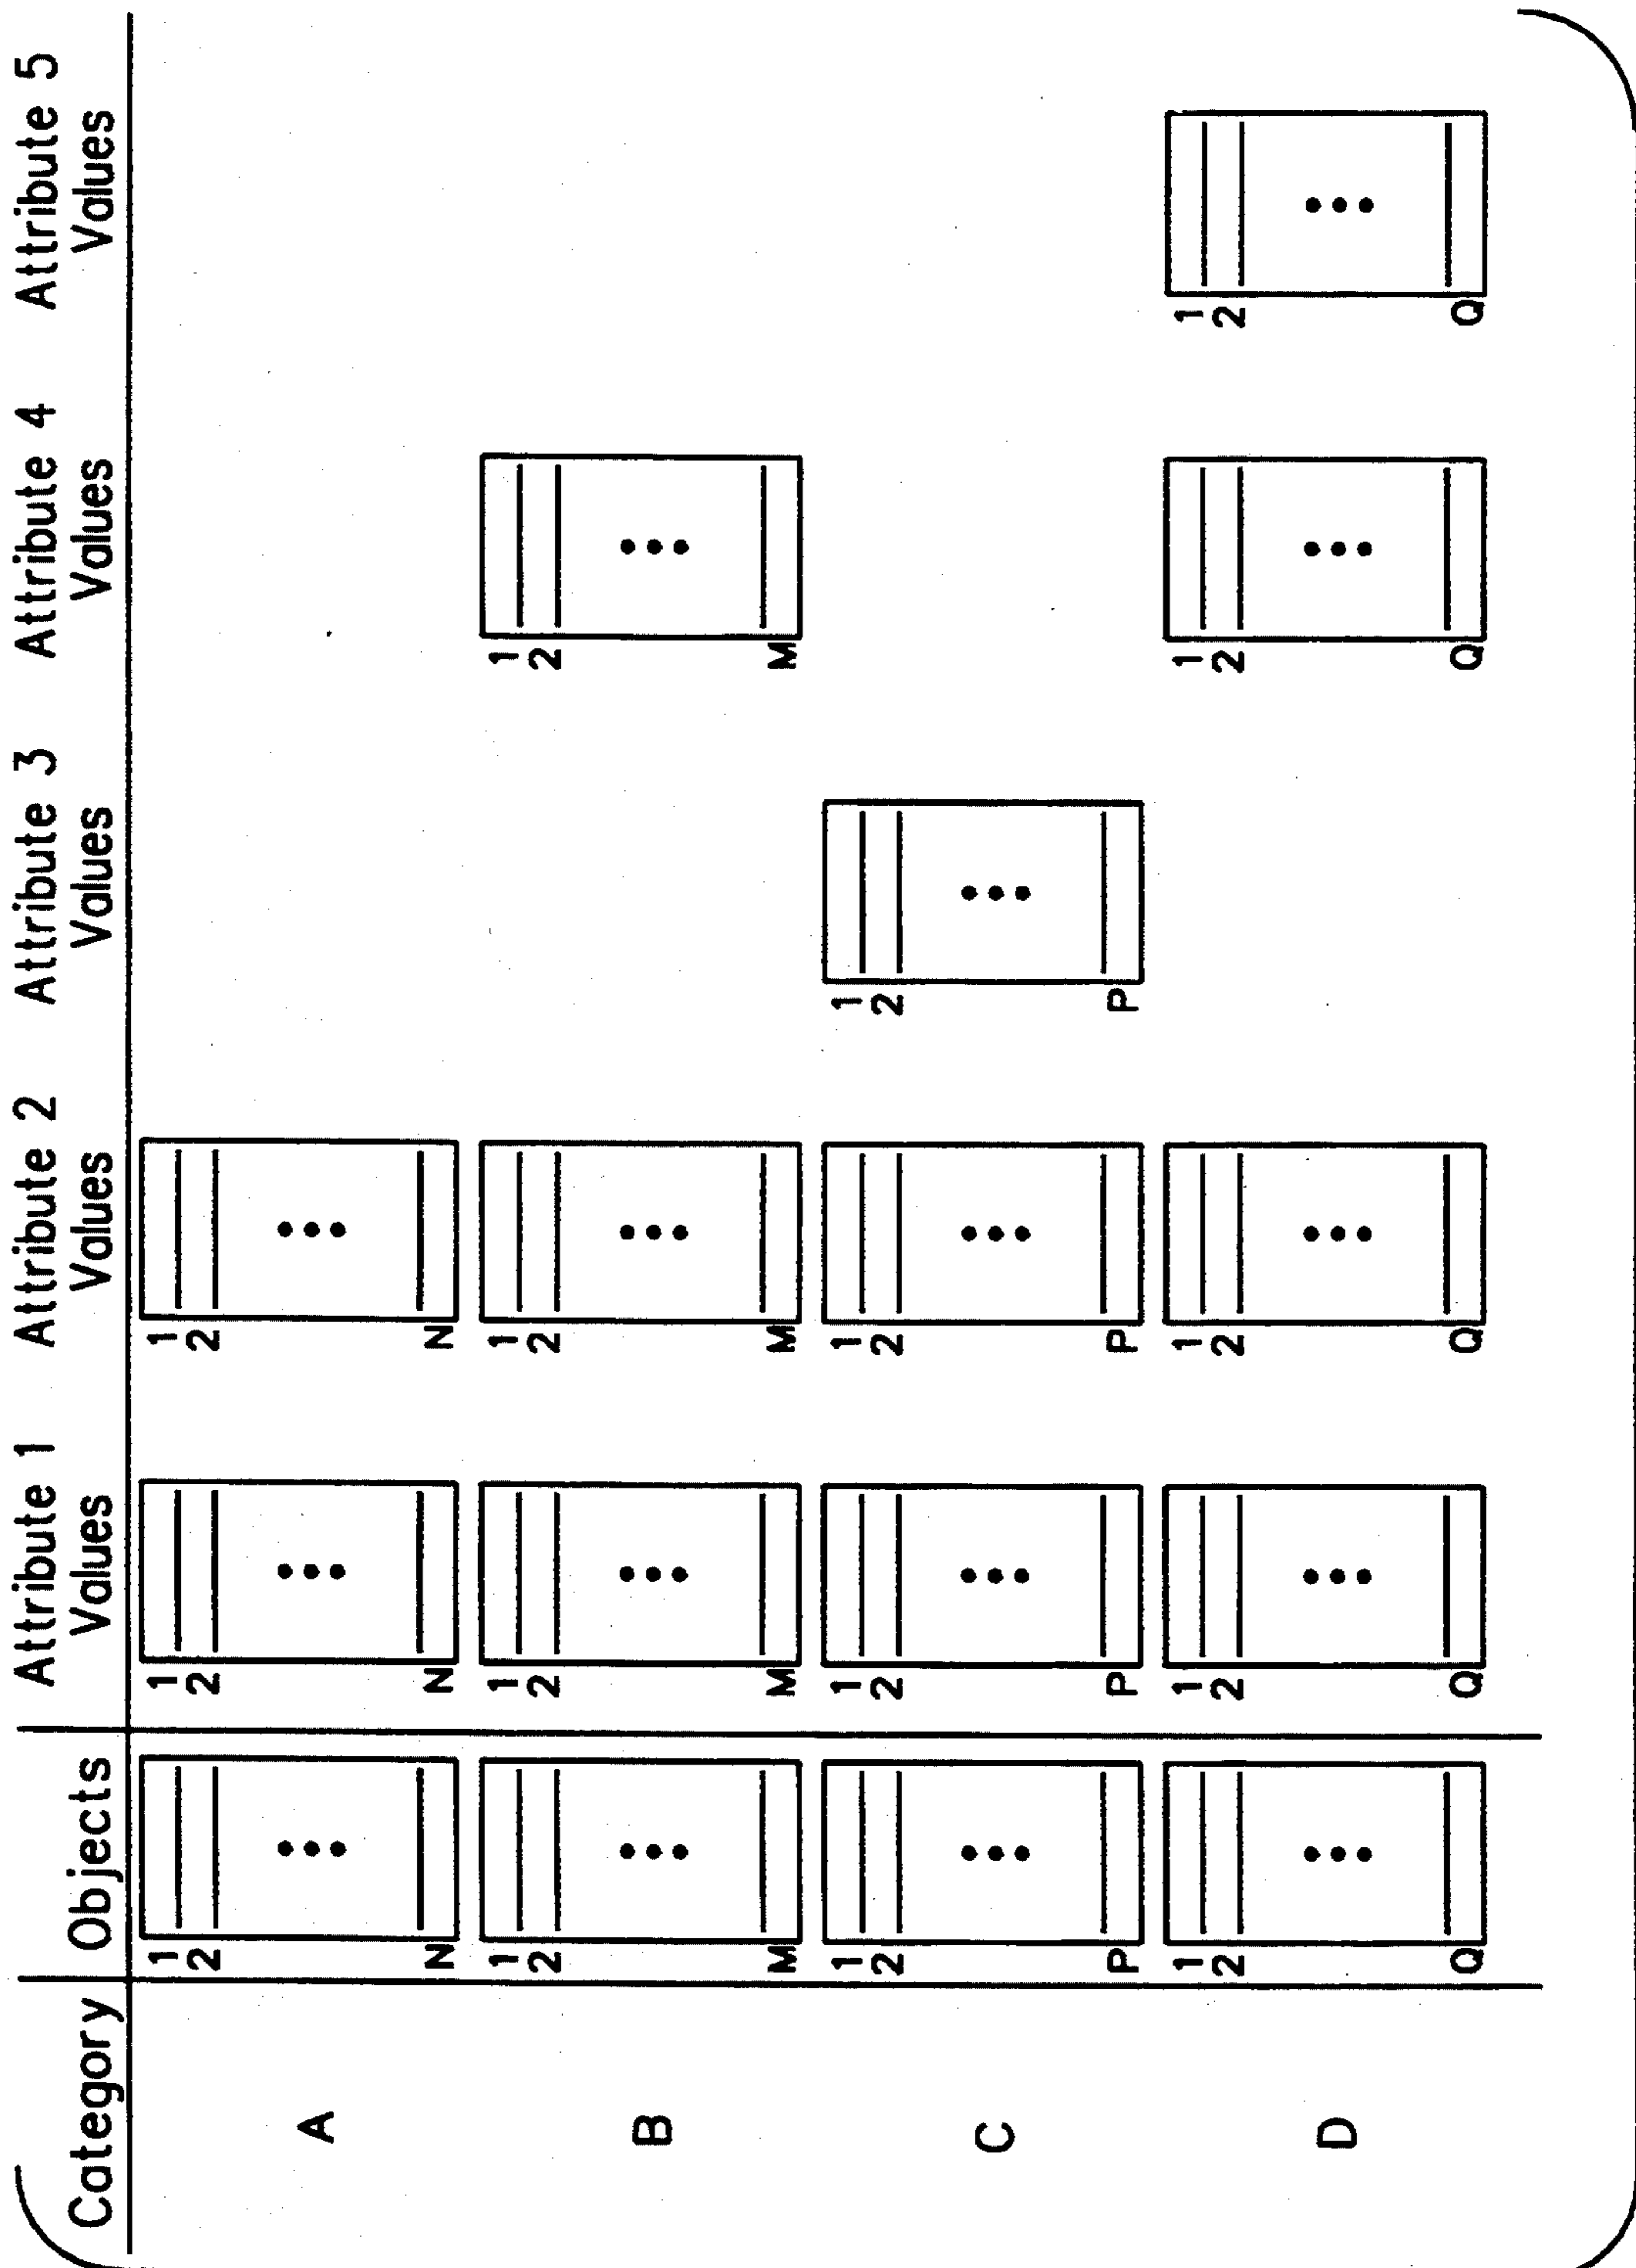 Category Objects Attribute 1 Values Attribute 2 Values Attribute 3 Values Attribute 4 Values Attribute 5 Values
A
1 1 1
2 2 2
N N N
B
1 1 1 1
2 2 2 2
M M M M
C
1 1 1 1
2 2 2 2
P P P P
D
1 1 1 1 1
2 2 2 2 2
Q Q Q Q Q